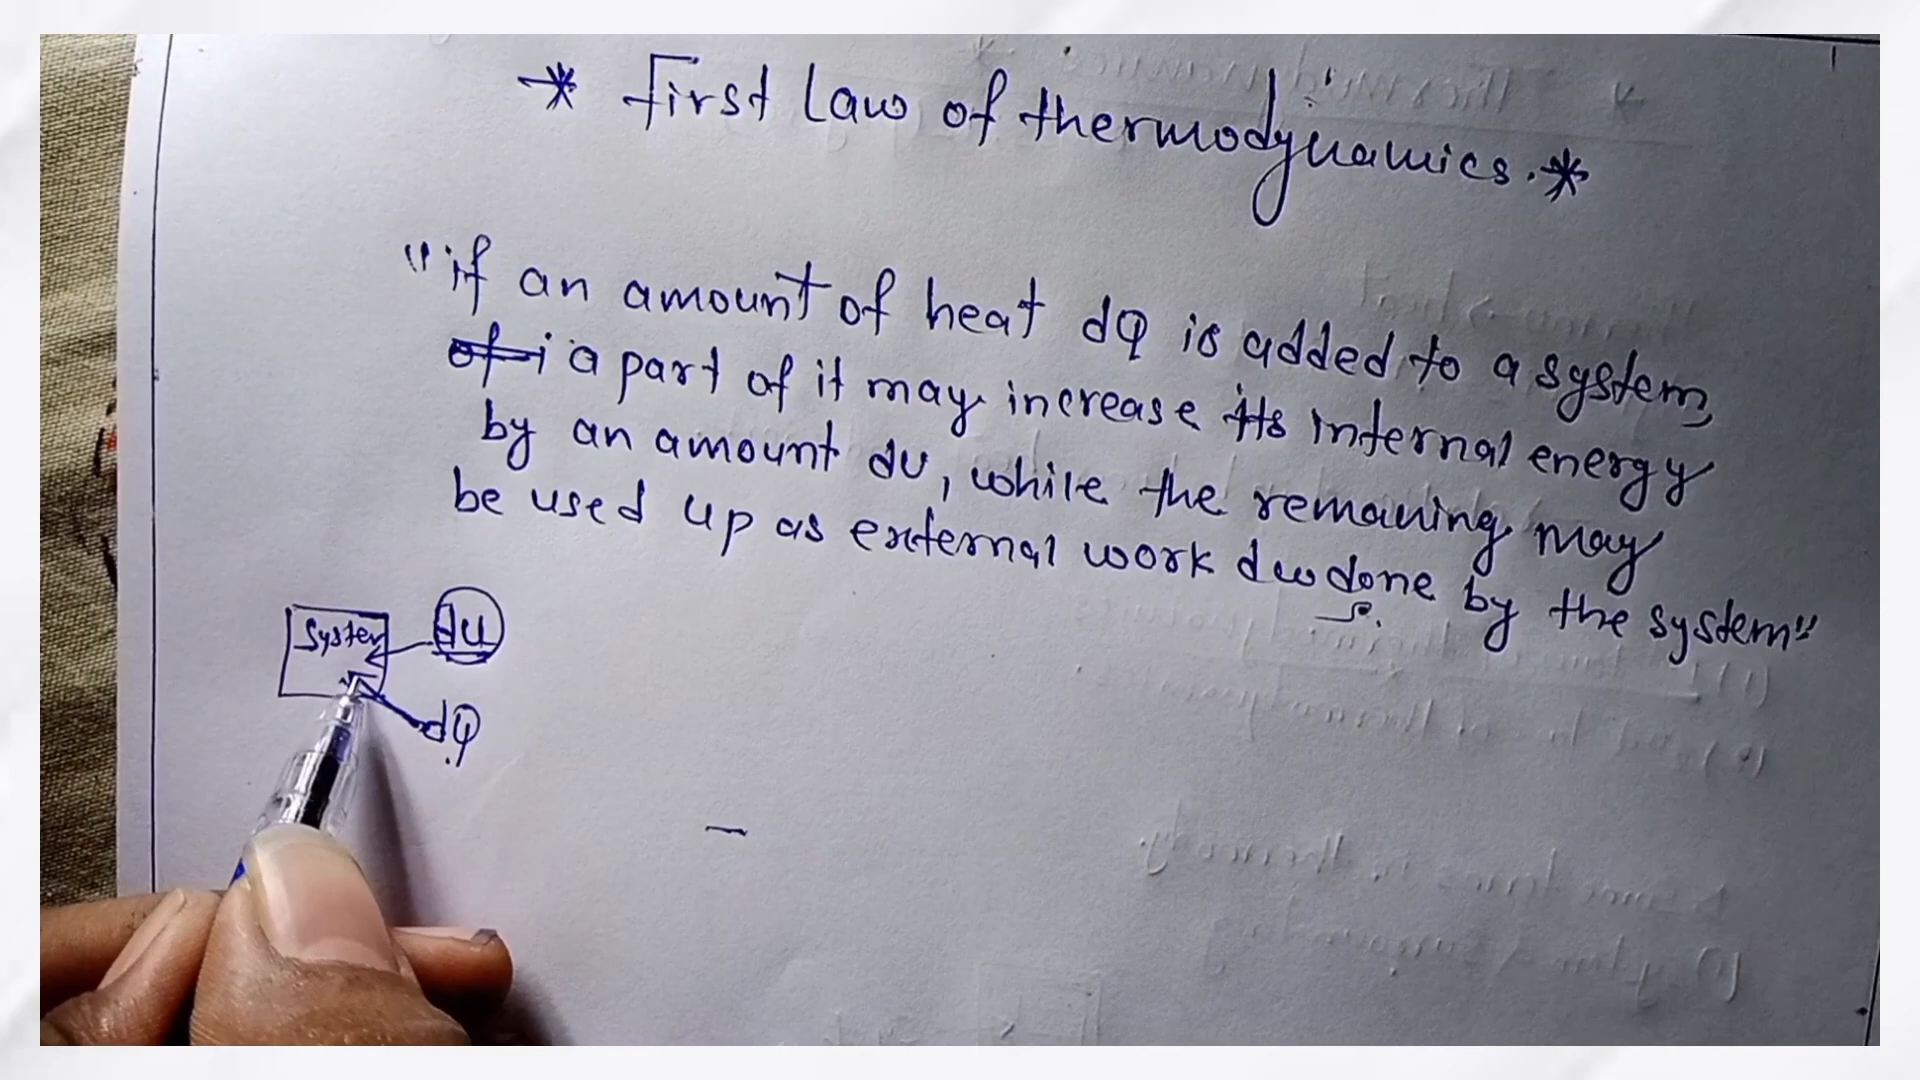 * First Law of thermodynamics. *
"if an amount of heat dQ is added to a system,
a part of it may increase its internal energy
by an amount du, while the remaining may
be used up as external work dw done by the system"
System
du
dQ